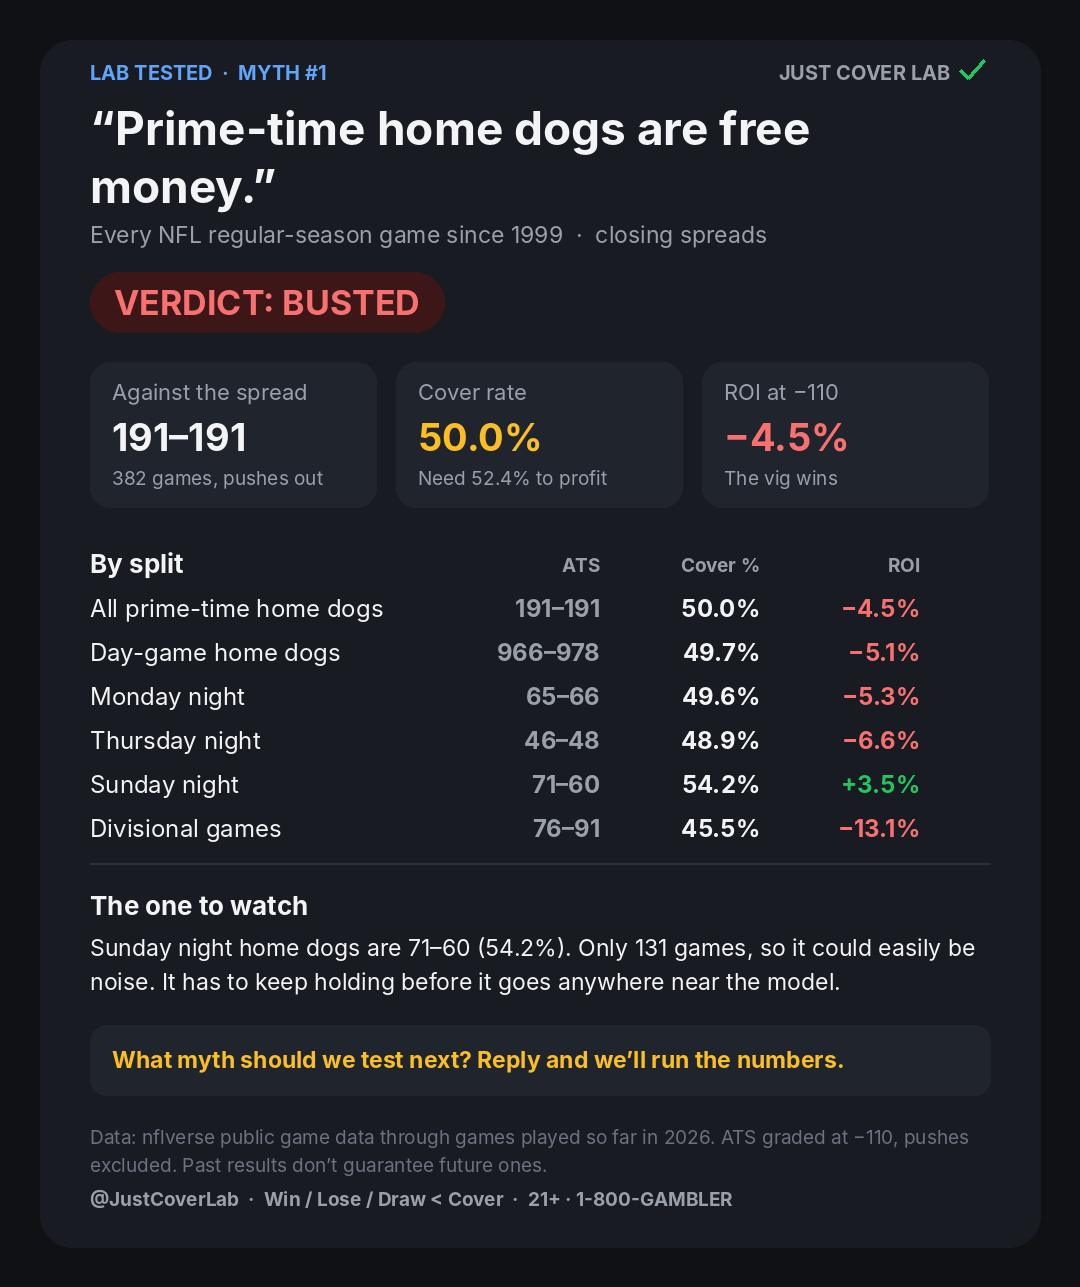 LAB TESTED · MYTH #1
JUST COVER LAB
“Prime-time home dogs are free
money.”
Every NFL regular-season game since 1999 · closing spreads
VERDICT: BUSTED
Against the spread
191–191
382 games, pushes out
Cover rate
50.0%
Need 52.4% to profit
ROI at −110
−4.5%
The vig wins
By split ATS Cover % ROI
All prime-time home dogs 191–191 50.0% −4.5%
Day-game home dogs 966–978 49.7% −5.1%
Monday night 65–66 49.6% −5.3%
Thursday night 46–48 48.9% −6.6%
Sunday night 71–60 54.2% +3.5%
Divisional games 76–91 45.5% −13.1%
The one to watch
Sunday night home dogs are 71–60 (54.2%). Only 131 games, so it could easily be
noise. It has to keep holding before it goes anywhere near the model.
What myth should we test next? Reply and we’ll run the numbers.
Data: nflverse public game data through games played so far in 2026. ATS graded at −110, pushes
excluded. Past results don’t guarantee future ones.
@JustCoverLab · Win / Lose / Draw < Cover · 21+ · 1-800-GAMBLER